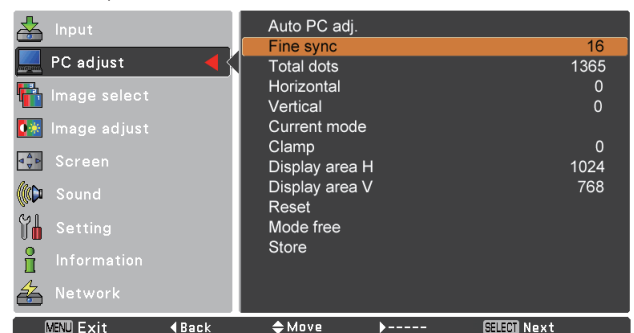 Input
PC adjust
Image select
Image adjust
Screen
Sound
Setting
Information
Network
Auto PC adj.
Fine sync 16
Total dots 1365
Horizontal 0
Vertical 0
Current mode
Clamp 0
Display area H 1024
Display area V 768
Reset
Mode free
Store
MENU Exit ◀Back Move ▶----- SELECT Next